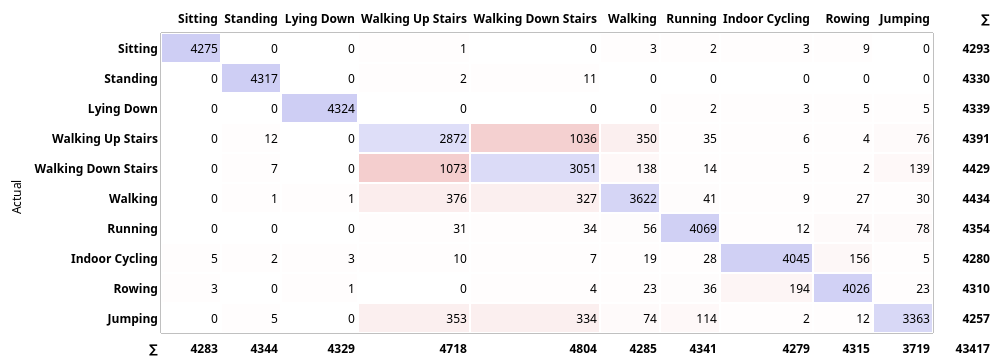 Sitting Standing Lying Down Walking Up Stairs Walking Down Stairs Walking Running Indoor Cycling Rowing Jumping Σ
Sitting 4275 0 0 1 0 3 2 3 9 0 4293
Standing 0 4317 0 2 11 0 0 0 0 0 4330
Lying Down 0 0 4324 0 0 0 2 3 5 5 4339
Walking Up Stairs 0 12 0 2872 1036 350 35 6 4 76 4391
Walking Down Stairs 0 7 0 1073 3051 138 14 5 2 139 4429
Actual
Walking 0 1 1 376 327 3622 41 9 27 30 4434
Running 0 0 0 31 34 56 4069 12 74 78 4354
Indoor Cycling 5 2 3 10 7 19 28 4045 156 5 4280
Rowing 3 0 1 0 4 23 36 194 4026 23 4310
Jumping 0 5 0 353 334 74 114 2 12 3363 4257
Σ 4283 4344 4329 4718 4804 4285 4341 4279 4315 3719 43417